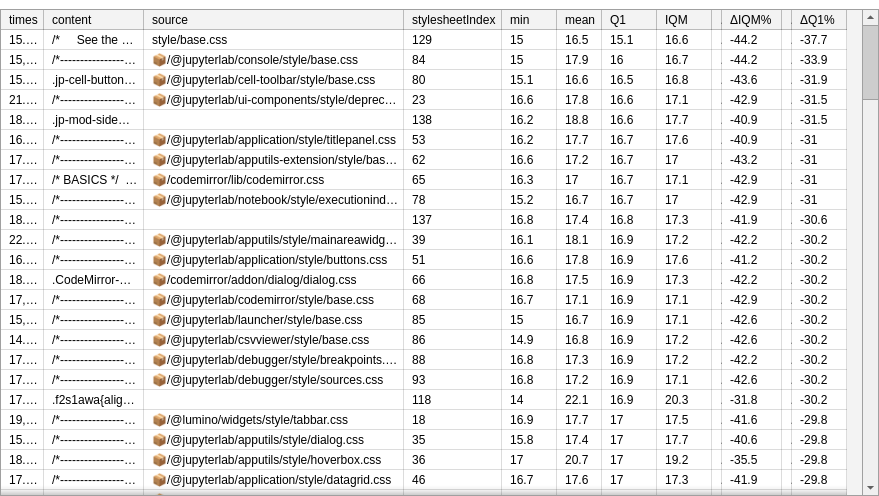 times content source stylesheetIndex min mean Q1 IQM ΔIQM% ΔQ1%
15.… /* See the … style/base.css 129 15 16.5 15.1 16.6 -44.2 -37.7
15,… /*----------------… 📦/@jupyterlab/console/style/base.css 84 15 17.9 16 16.7 -44.2 -33.9
15.… .jp-cell-button… 📦/@jupyterlab/cell-toolbar/style/base.css 80 15.1 16.6 16.5 16.8 -43.6 -31.9
21.… /*----------------… 📦/@jupyterlab/ui-components/style/deprec… 23 16.6 17.8 16.6 17.1 -42.9 -31.5
18.… .jp-mod-side… 138 16.2 18.8 16.6 17.7 -40.9 -31.5
16.… /*----------------… 📦/@jupyterlab/application/style/titlepanel.css 53 16.2 17.7 16.7 17.6 -40.9 -31
17.… /*----------------… 📦/@jupyterlab/apputils-extension/style/bas… 62 16.6 17.2 16.7 17 -43.2 -31
17.… /* BASICS */ … 📦/codemirror/lib/codemirror.css 65 16.3 17 16.7 17.1 -42.9 -31
15.… /*----------------… 📦/@jupyterlab/notebook/style/executionind… 78 15.2 16.7 16.7 17 -42.9 -31
18.… /*----------------… 137 16.8 17.4 16.8 17.3 -41.9 -30.6
22.… /*----------------… 📦/@jupyterlab/apputils/style/mainareawidg… 39 16.1 18.1 16.9 17.2 -42.2 -30.2
16.… /*----------------… 📦/@jupyterlab/application/style/buttons.css 51 16.6 17.8 16.9 17.6 -41.2 -30.2
18.… .CodeMirror-… 📦/codemirror/addon/dialog/dialog.css 66 16.8 17.5 16.9 17.3 -42.2 -30.2
17,… /*----------------… 📦/@jupyterlab/codemirror/style/base.css 68 16.7 17.1 16.9 17.1 -42.9 -30.2
15,… /*----------------… 📦/@jupyterlab/launcher/style/base.css 85 15 16.7 16.9 17.1 -42.6 -30.2
14.… /*----------------… 📦/@jupyterlab/csvviewer/style/base.css 86 14.9 16.8 16.9 17.2 -42.6 -30.2
17.… /*----------------… 📦/@jupyterlab/debugger/style/breakpoints.… 88 16.8 17.3 16.9 17.2 -42.2 -30.2
17.… /*----------------… 📦/@jupyterlab/debugger/style/sources.css 93 16.8 17.2 16.9 17.1 -42.6 -30.2
17.… .f2s1awa{alig… 118 14 22.1 16.9 20.3 -31.8 -30.2
19,… /*----------------… 📦/@lumino/widgets/style/tabbar.css 18 16.9 17.7 17 17.5 -41.6 -29.8
15.… /*----------------… 📦/@jupyterlab/apputils/style/dialog.css 35 15.8 17.4 17 17.7 -40.6 -29.8
18.… /*----------------… 📦/@jupyterlab/apputils/style/hoverbox.css 36 17 20.7 17 19.2 -35.5 -29.8
17.… /*----------------… 📦/@jupyterlab/application/style/datagrid.css 46 16.7 17.6 17 17.3 -41.9 -29.8